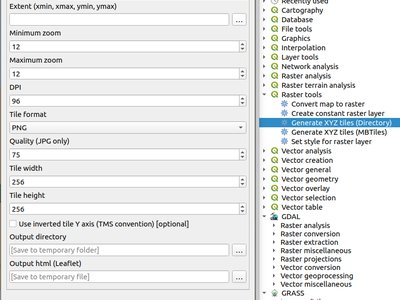 Extent (xmin, xmax, ymin, ymax)
...
Minimum zoom
12
Maximum zoom
12
DPI
96
Tile format
PNG
Quality (JPG only)
75
Tile width
256
Tile height
256
Use inverted tile Y axis (TMS convention) [optional]
Output directory
[Save to temporary folder]
...
Output html (Leaflet)
[Save to temporary file]
...
Recently used
Cartography
Database
File tools
Graphics
Interpolation
Layer tools
Network analysis
Raster analysis
Raster terrain analysis
Raster tools
Convert map to raster
Create constant raster layer
Generate XYZ tiles (Directory)
Generate XYZ tiles (MBTiles)
Set style for raster layer
Vector analysis
Vector creation
Vector general
Vector geometry
Vector overlay
Vector selection
Vector table
GDAL
Raster analysis
Raster conversion
Raster extraction
Raster miscellaneous
Raster projections
Vector conversion
Vector geoprocessing
Vector miscellaneous
GRASS